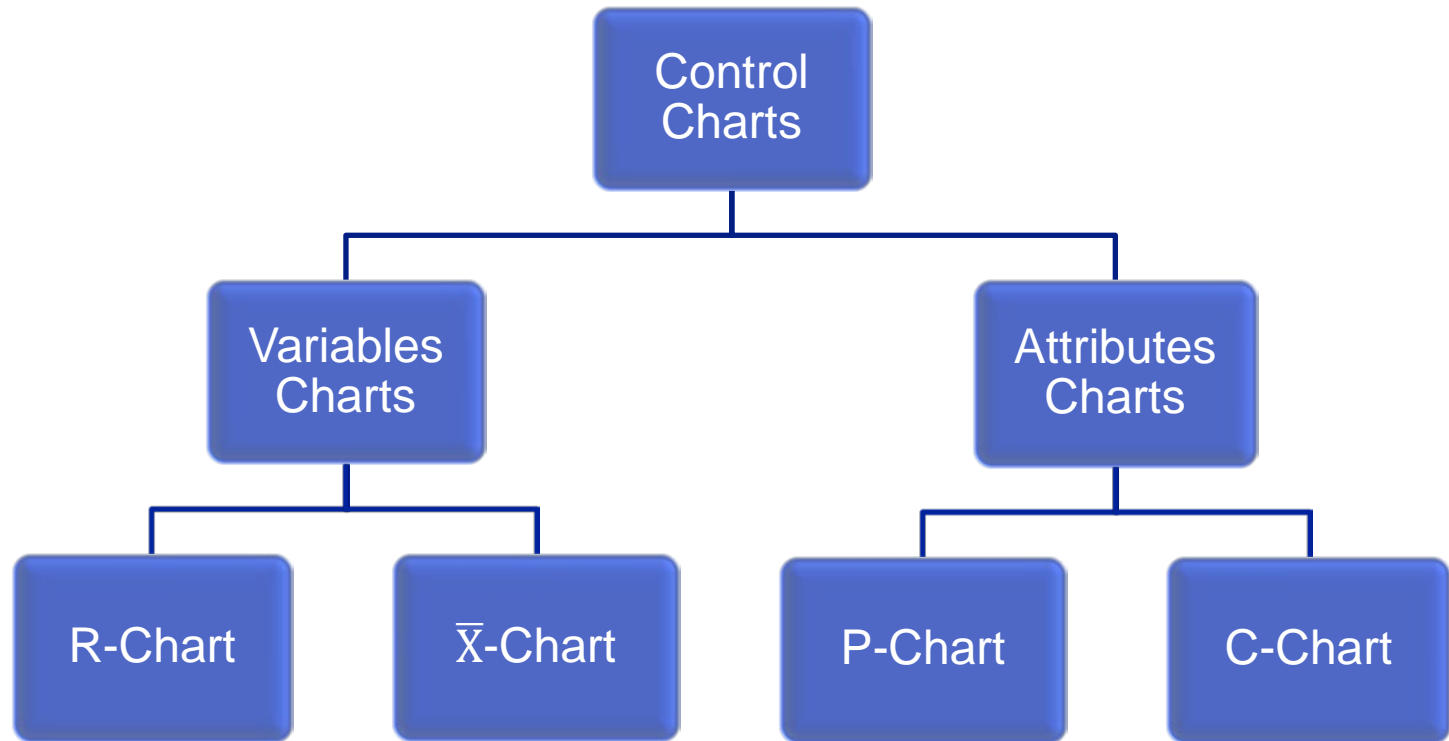 Control
Charts
Variables
Charts
Attributes
Charts
R-Chart
X̅-Chart
P-Chart
C-Chart